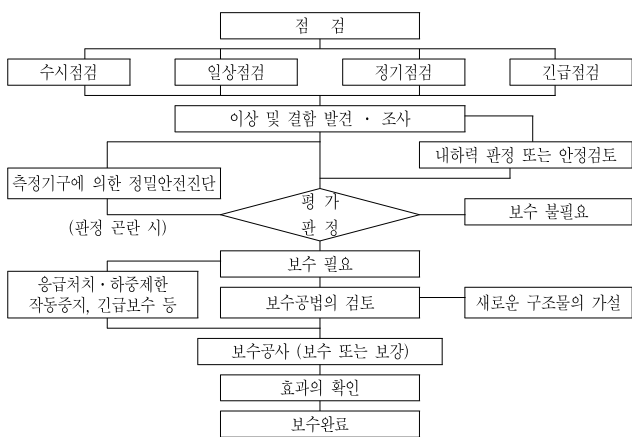 점 검
수시점검
일상점검
정기점검
긴급점검
이상 및 결함 발견 · 조사
내하력 판정 또는 안정검토
측정기구에 의한 정밀안전진단
(판정 곤란 시)
평 가
판 정
보수 불필요
보수 필요
응급처치·하중제한
작동중지, 긴급보수 등
보수공법의 검토
새로운 구조물의 가설
보수공사 (보수 또는 보강)
효과의 확인
보수완료